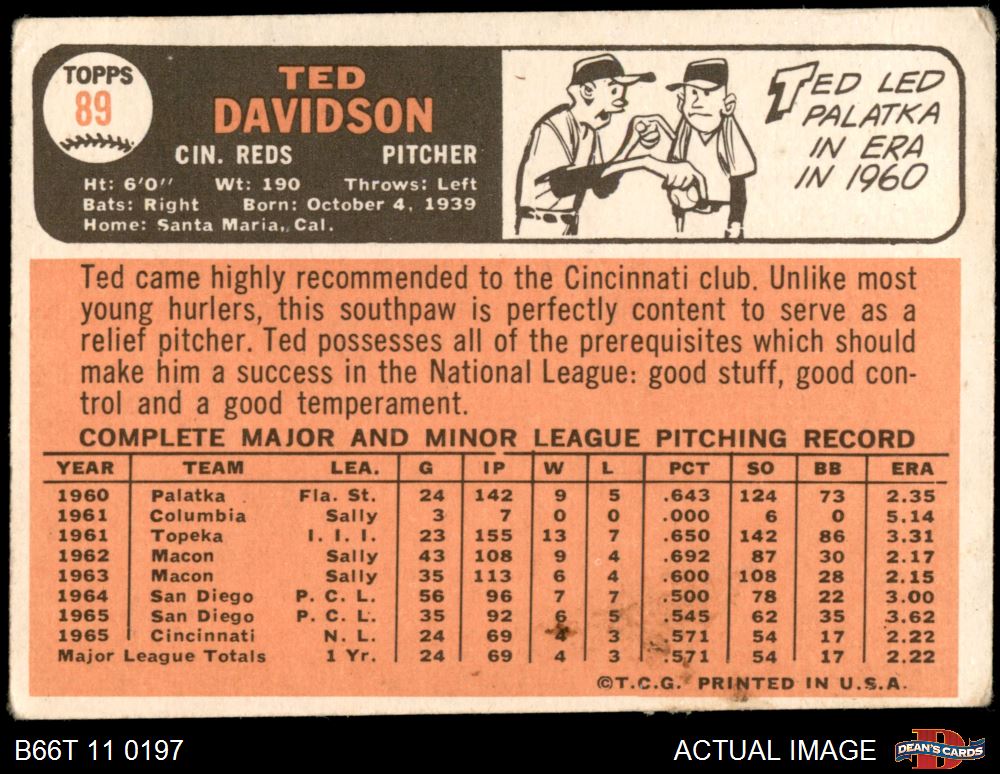 TOPPS
89
TED
DAVIDSON
CIN. REDS PITCHER
Ht: 6'0" Wt: 190 Throws: Left
Bats: Right Born: October 4, 1939
Home: Santa Maria, Cal.
TED LED
PALATKA
IN ERA
IN 1960
Ted came highly recommended to the Cincinnati club. Unlike most
young hurlers, this southpaw is perfectly content to serve as a
relief pitcher. Ted possesses all of the prerequisites which should
make him a success in the National League: good stuff, good con-
trol and a good temperament.
COMPLETE MAJOR AND MINOR LEAGUE PITCHING RECORD
YEAR TEAM LEA. G IP W L PCT SO BB ERA
1960 Palatka Fla. St. 24 142 9 5 .643 124 73 2.35
1961 Columbia Sally 3 7 0 0 .000 6 0 5.14
1961 Topeka I. I. I. 23 155 13 7 .650 142 86 3.31
1962 Macon Sally 43 108 9 4 .692 87 30 2.17
1963 Macon Sally 35 113 6 4 .600 108 28 2.15
1964 San Diego P. C. L. 56 96 7 7 .500 78 22 3.00
1965 San Diego P. C. L. 35 92 6 5 .545 62 35 3.62
1965 Cincinnati N. L. 24 69 4 3 .571 54 17 2.22
Major League Totals 1 Yr. 24 69 4 3 .571 54 17 2.22
©T.C.G. PRINTED IN U.S.A.
B66T 11 0197 ACTUAL IMAGE DEAN'S CARDS